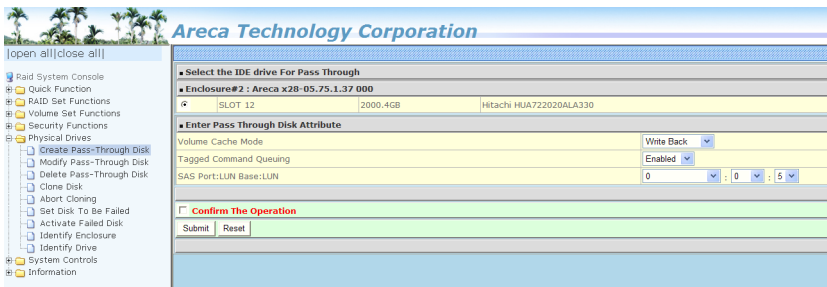 Areca Technology Corporation
|open all|close all|
Raid System Console
Quick Function
RAID Set Functions
Volume Set Functions
Security Functions
Physical Drives
Create Pass-Through Disk
Modify Pass-Through Disk
Delete Pass-Through Disk
Clone Disk
Abort Cloning
Set Disk To Be Failed
Activate Failed Disk
Identify Enclosure
Identify Drive
System Controls
Information
Select the IDE drive For Pass Through
Enclosure#2 : Areca x28-05.75.1.37 000
SLOT 12 2000.4GB Hitachi HUA722020ALA330
Enter Pass Through Disk Attribute
Volume Cache Mode Write Back
Tagged Command Queuing Enabled
SAS Port:LUN Base:LUN 0 : 0 : 5
Confirm The Operation
Submit Reset